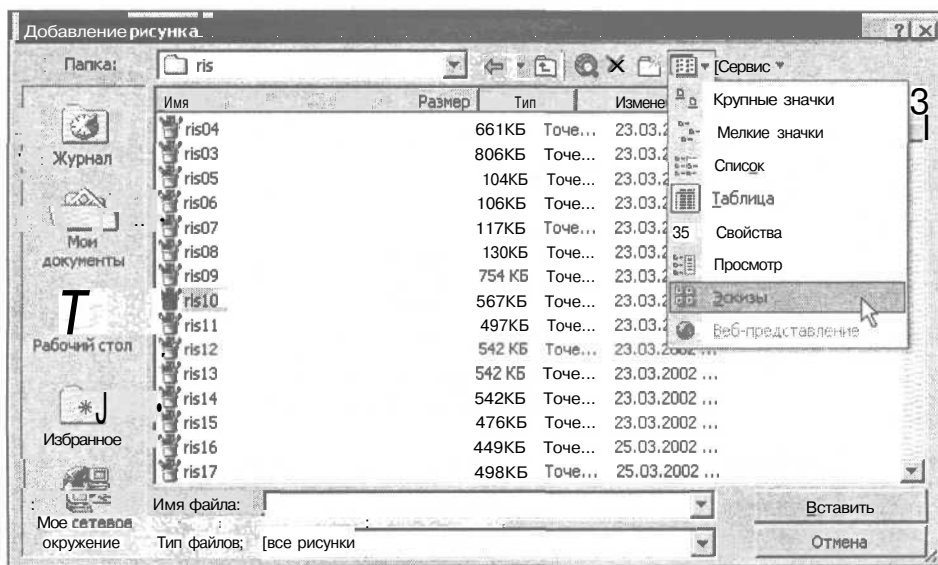 Добавление рисунка
Папка: ris [Сервис
Имя Размер Тип Измене
ris04 661КБ Точе... 23.03.2
ris03 806КБ Точе... 23.03.2
ris05 104КБ Точе... 23.03.2
ris06 106КБ Точе... 23.03.2
ris07 117КБ Точе... 23.03.2
ris08 130КБ Точе... 23.03.2
ris09 754 КБ Точе... 23.03.2
ris10 567КБ Точе... 23.03.2
ris11 497КБ Точе... 23.03.2
ris12 542 КБ Точе... 23.03.2002 ...
ris13 542 КБ Точе... 23.03.2002 ...
ris14 542КБ Точе... 23.03.2002 ...
ris15 476КБ Точе... 23.03.2002 ...
ris16 449КБ Точе... 25.03.2002 ...
ris17 498КБ Точе... 25.03.2002 ...
Крупные значки
Мелкие значки
Список
Таблица
35 Свойства
Просмотр
Эскизы
Веб-представление
3
Журнал
Мои
документы
T
Рабочий стол
J
Избранное
Мое сетевое
окружение
Имя файла:
Вставить
Тип файлов; [все рисунки
Отмена